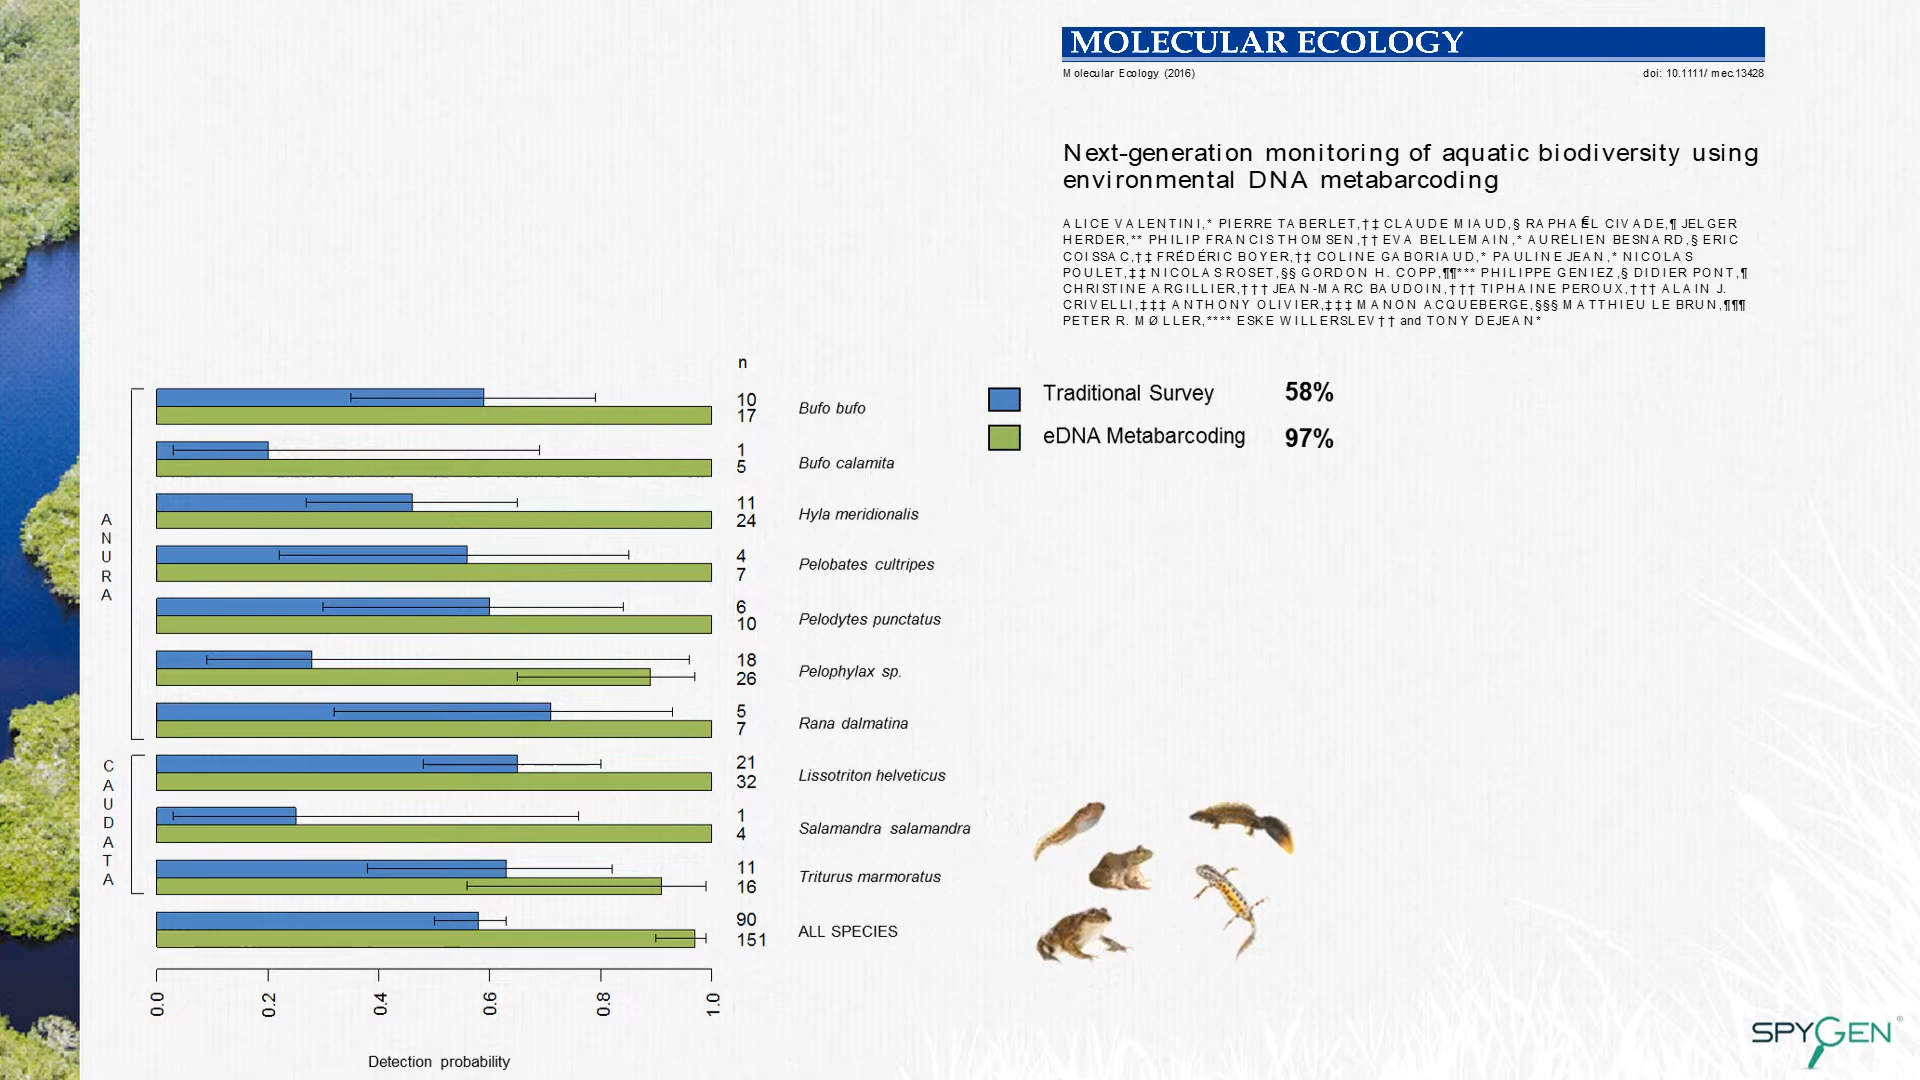 MOLECULAR ECOLOGY
Molecular Ecology (2016) doi: 10.1111/mec.13428
Next-generation monitoring of aquatic biodiversity using
environmental DNA metabarcoding
ALICE VALENTINI,* PIERRE TABERLET,†‡ CLAUDE MIAUD,§ RAPHAËL CIVADE,¶ JELGER
HERDER,** PHILIP FRANCIS THOMSEN,†† EVA BELLEMAIN,* AURÉLIEN BESNARD,§ ERIC
COISSAC,†‡ FRÉDÉRIC BOYER,†‡ COLINE GABORIAUD,* PAULINE JEAN,* NICOLAS
POULET,‡‡ NICOLAS ROSET,§§ GORDON H. COPP,¶¶*** PHILIPPE GENIEZ,§ DIDIER PONT,¶
CHRISTINE ARGILLIER,††† JEAN-MARC BAUDOIN,††† TIPHAINE PEROUX,††† ALAIN J.
CRIVELLI,‡‡‡ ANTHONY OLIVIER,‡‡‡ MANON ACQUEBERGE,§§§ MATTHIEU LE BRUN,¶¶¶
PETER R. MØLLER,**** ESKE WILLERSLEV†† and TONY DEJEAN*
Traditional Survey 58%
eDNA Metabarcoding 97%
n
ANURA
10
17
Bufo bufo
1
5
Bufo calamita
11
24
Hyla meridionalis
4
7
Pelobates cultripes
6
10
Pelodytes punctatus
18
26
Pelophylax sp.
5
7
Rana dalmatina
CAUDATA
21
32
Lissotriton helveticus
1
4
Salamandra salamandra
11
16
Triturus marmoratus
90
151
ALL SPECIES
0.0 0.2 0.4 0.6 0.8 1.0
Detection probability
SPYGEN®